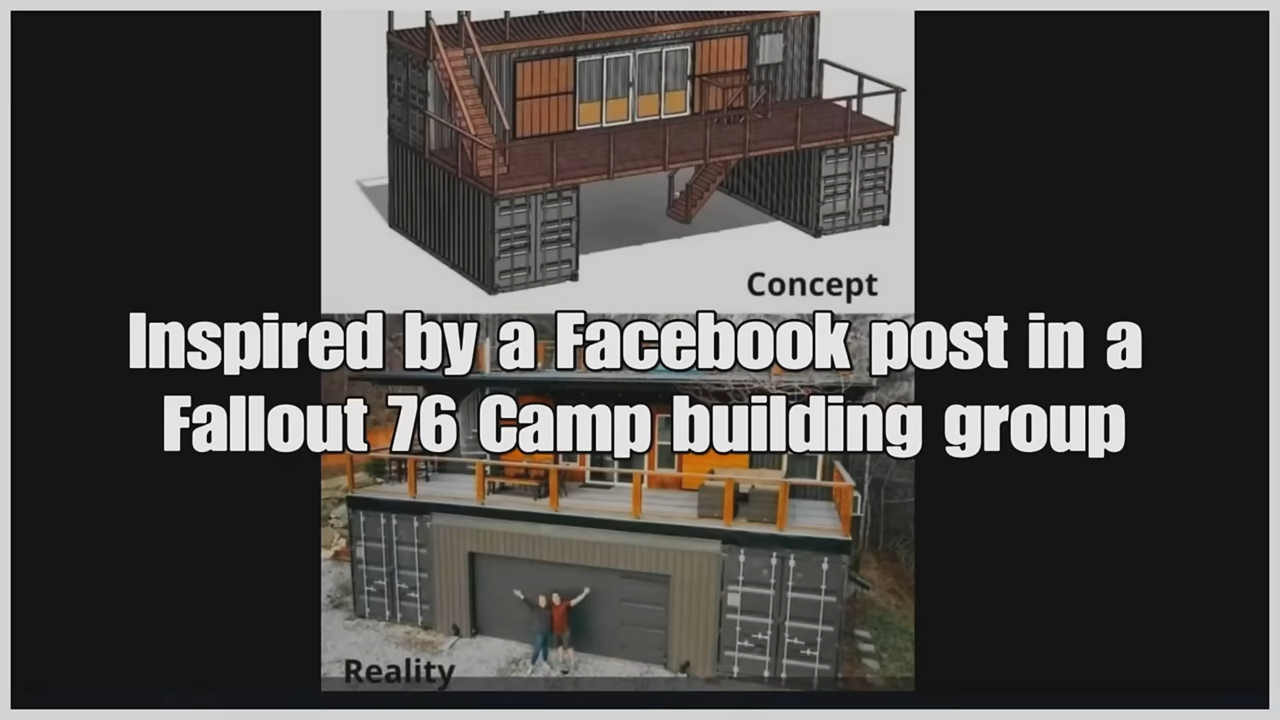 Concept
Inspired by a Facebook post in a
Fallout 76 Camp building group
Reality